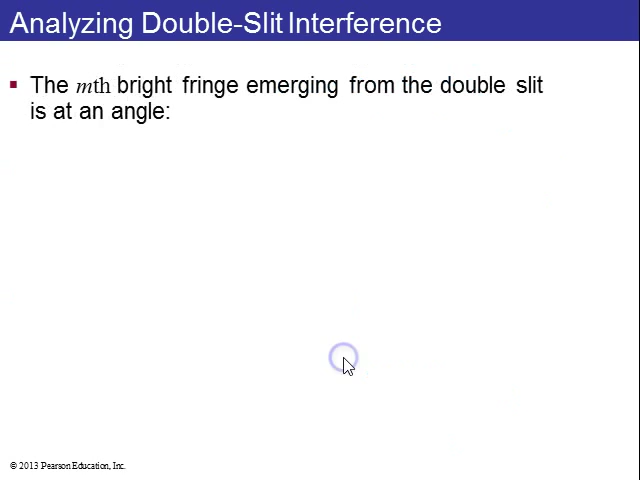 Analyzing Double-Slit Interference
▪ The mth bright fringe emerging from the double slit
is at an angle:
© 2013 Pearson Education, Inc.